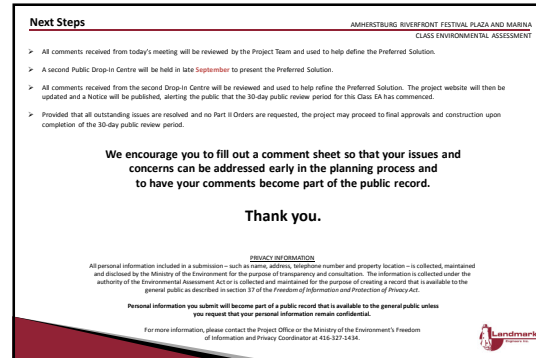 Next Steps
AMHERSTBURG RIVERFRONT FESTIVAL PLAZA AND MARINA
CLASS ENVIRONMENTAL ASSESSMENT
➢ All comments received from today's meeting will be reviewed by the Project Team and used to help define the Preferred Solution.
➢ A second Public Drop-In Centre will be held in late September to present the Preferred Solution.
➢ All comments received from the second Drop-In Centre will be reviewed and used to help refine the Preferred Solution. The project website will then be
updated and a Notice will be published, alerting the public that the 30-day public review period for this Class EA has commenced.
➢ Provided that all outstanding issues are resolved and no Part II Orders are requested, the project may proceed to final approvals and construction upon
completion of the 30-day public review period.
We encourage you to fill out a comment sheet so that your issues and
concerns can be addressed early in the planning process and
to have your comments become part of the public record.
Thank you.
PRIVACY INFORMATION
All personal information included in a submission – such as name, address, telephone number and property location – is collected, maintained
and disclosed by the Ministry of the Environment for the purpose of transparency and consultation. The information is collected under the
authority of the Environmental Assessment Act or is collected and maintained for the purpose of creating a record that is available to the
general public as described in section 37 of the Freedom of Information and Protection of Privacy Act.
Personal information you submit will become part of a public record that is available to the general public unless
you request that your personal information remain confidential.
For more information, please contact the Project Office or the Ministry of the Environment's Freedom
of Information and Privacy Coordinator at 416-327-1434.
Landmark
Engineers Inc.